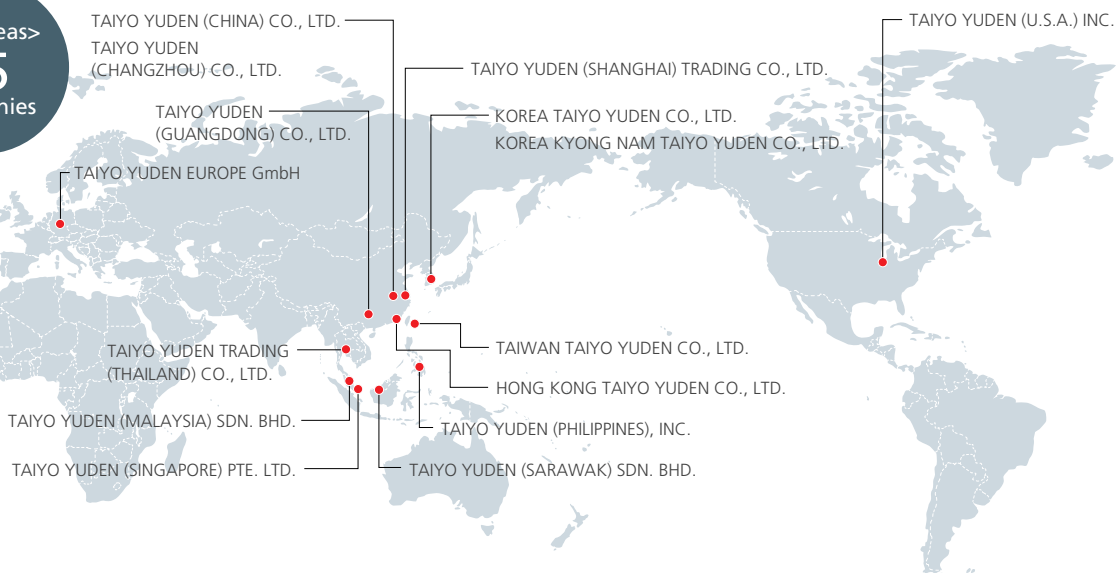 TAIYO YUDEN (CHINA) CO., LTD.
TAIYO YUDEN
(CHANGZHOU) CO., LTD.
TAIYO YUDEN (U.S.A.) INC.
TAIYO YUDEN (SHANGHAI) TRADING CO., LTD.
TAIYO YUDEN
(GUANGDONG) CO., LTD.
KOREA TAIYO YUDEN CO., LTD.
KOREA KYONG NAM TAIYO YUDEN CO., LTD.
TAIYO YUDEN EUROPE GmbH
TAIYO YUDEN TRADING
(THAILAND) CO., LTD.
TAIWAN TAIYO YUDEN CO., LTD.
HONG KONG TAIYO YUDEN CO., LTD.
TAIYO YUDEN (MALAYSIA) SDN. BHD.
TAIYO YUDEN (PHILIPPINES), INC.
TAIYO YUDEN (SINGAPORE) PTE. LTD.
TAIYO YUDEN (SARAWAK) SDN. BHD.